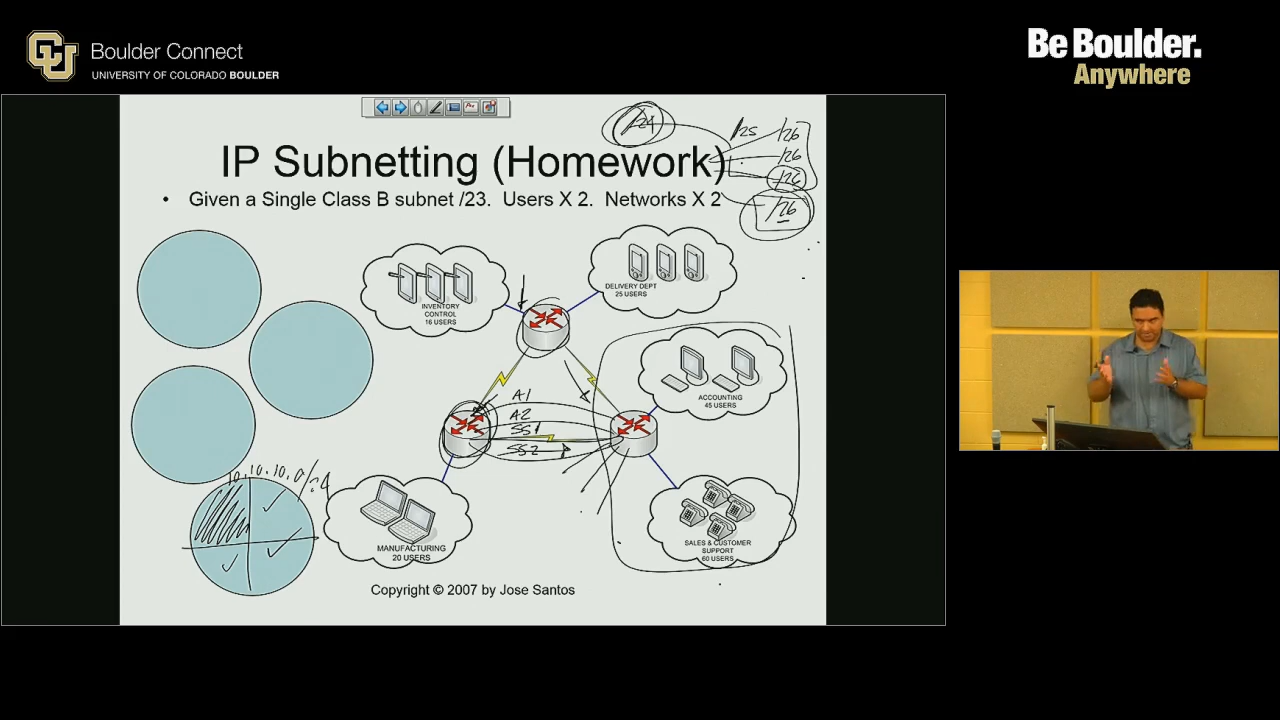 CU
Boulder Connect
UNIVERSITY OF COLORADO BOULDER
Be Boulder.
Anywhere
/24
/25 /26
/26
/26
/26
IP Subnetting (Homework)
• Given a Single Class B subnet /23. Users X 2. Networks X 2
INVENTORY
CONTROL
16 USERS
DELIVERY DEPT
25 USERS
ACCOUNTING
45 USERS
A1
A2
SS1
SS2
10.10.10.0/24
MANUFACTURING
20 USERS
SALES & CUSTOMER
SUPPORT
60 USERS
Copyright © 2007 by Jose Santos